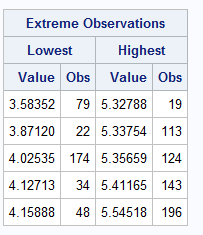 Extreme Observations
Lowest Highest
Value Obs Value Obs
3.58352 79 5.32788 19
3.87120 22 5.33754 113
4.02535 174 5.35659 124
4.12713 34 5.41165 143
4.15888 48 5.54518 196